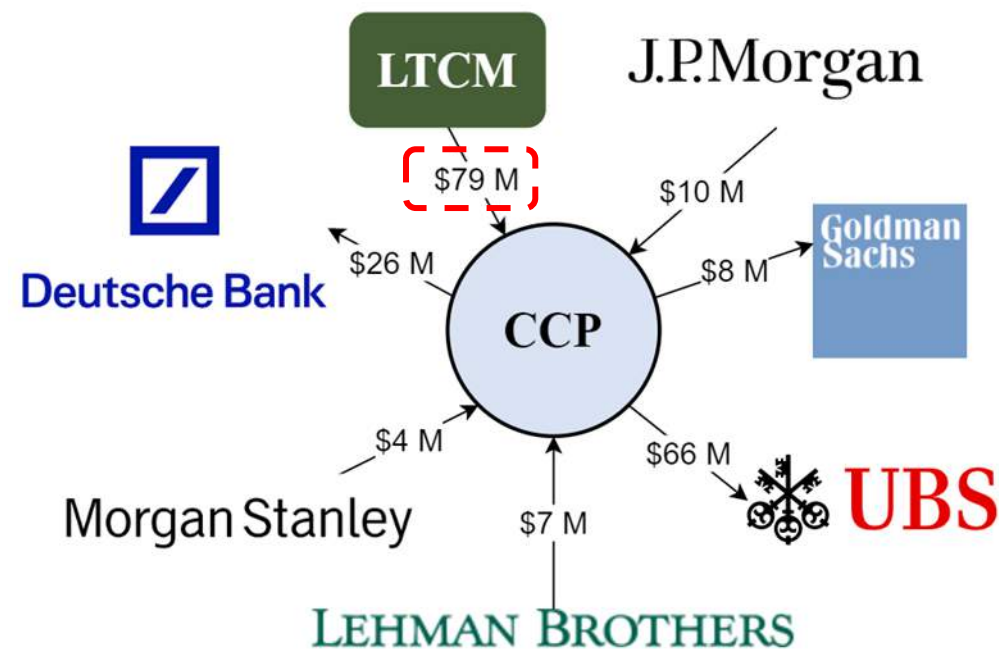 LTCM
J.P.Morgan
$79 M
$10 M
Goldman
Sachs
$26 M
$8 M
Deutsche Bank
CCP
$4 M
$66 M
Morgan Stanley
$7 M
UBS
LEHMAN BROTHERS